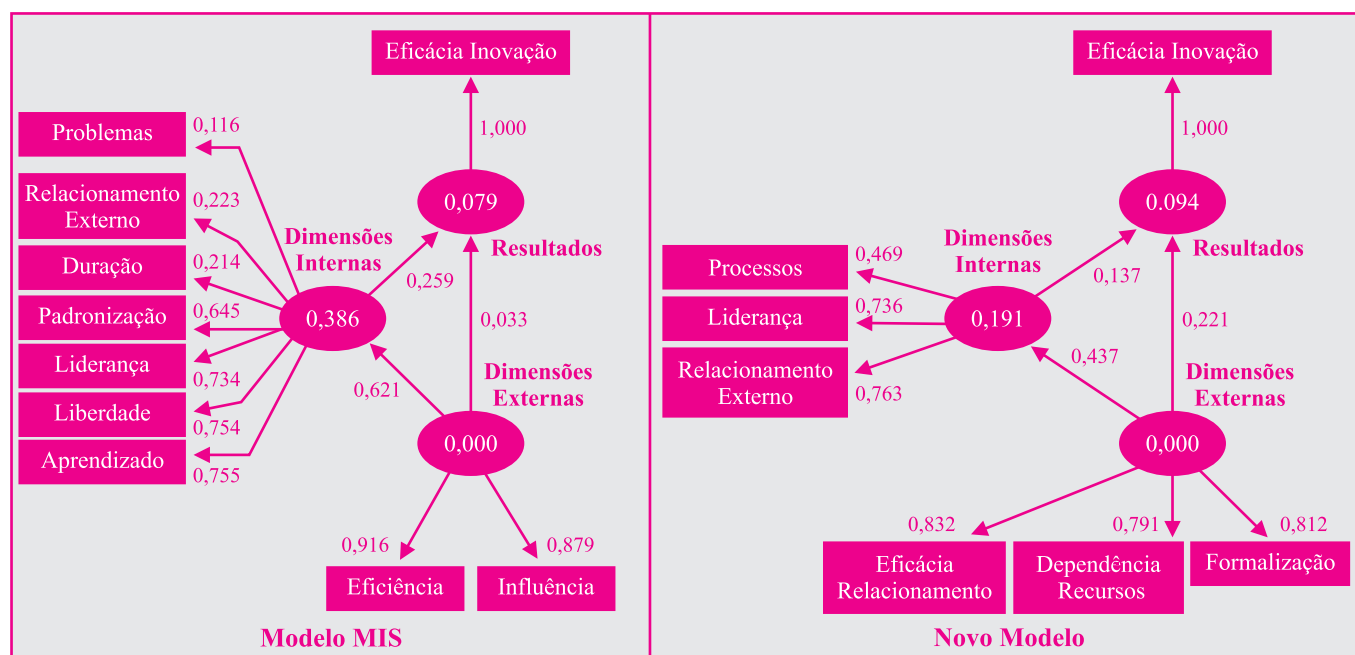 Eficácia Inovação
1,000
Problemas
0,116
Relacionamento
Externo
0,223
Duração
0,214
Padronização
0,645
Liderança
0,734
Liberdade
0,754
Aprendizado
0,755
Dimensões
Internas
0,386
0,079
Resultados
0,259
0,033
0,621
Dimensões
Externas
0,000
0,916
0,879
Eficiência
Influência
Modelo MIS
Eficácia Inovação
1,000
0.094
Resultados
Dimensões
Internas
0,191
Processos
0,469
Liderança
0,736
Relacionamento
Externo
0,763
0,137
0,221
0,437
Dimensões
Externas
0,000
0,832
0,791
0,812
Eficácia
Relacionamento
Dependência
Recursos
Formalização
Novo Modelo